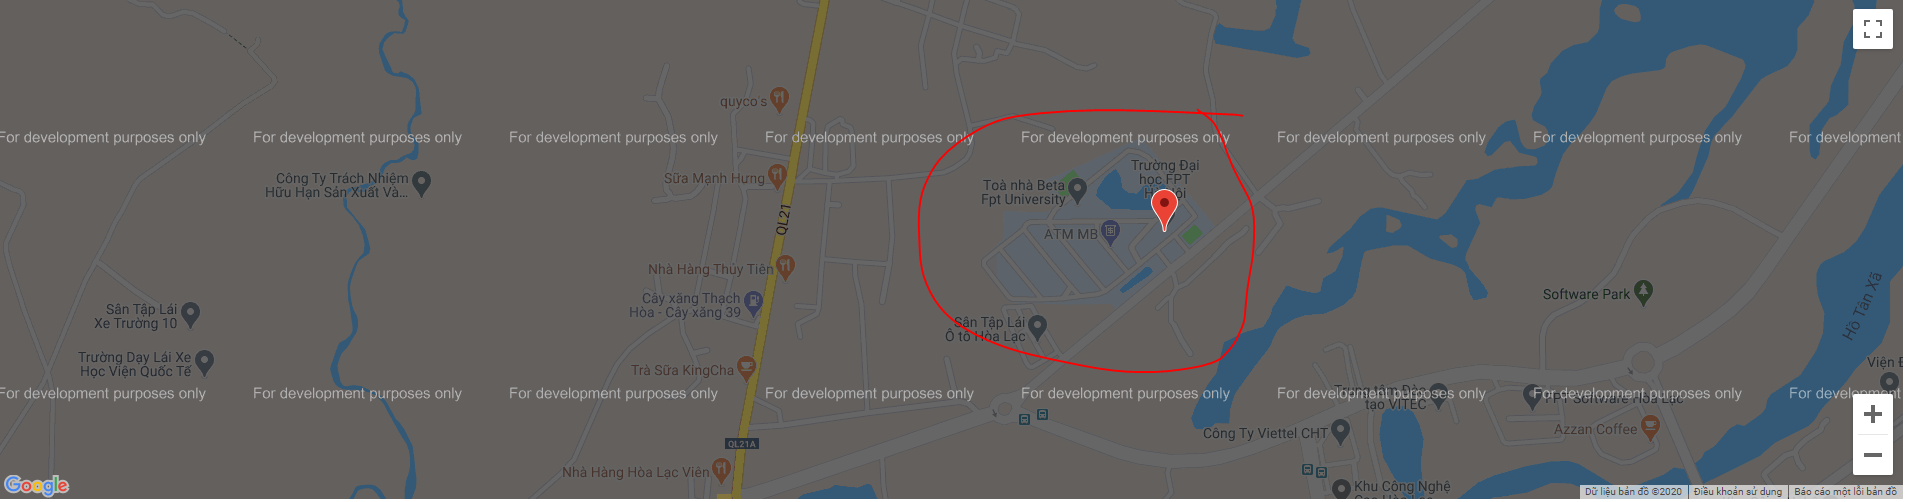 quyco's
For development purposes only
For development purposes only
For development purposes only
For development purposes only
For development purposes only
For development purposes only
For development purposes only
For development
Trường Đại
học FPT
Hà Nội
Công Ty Trách Nhiệm
Hữu Hạn Sản Xuất Và...
Sữa Mạnh Hưng
Toà nhà Beta
Fpt University
QL21
ATM MB
Nhà Hàng Thủy Tiên
Cây xăng Thạch
Hòa - Cây xăng 39
Software Park
Hồ Tân Xã
Sân Tập Lái
Xe Trường 10
Sân Tập Lái
Ô tô Hòa Lạc
Trường Dạy Lái Xe
Học Viện Quốc Tế
Trà Sữa KingCha
Viện
For development purposes only
For development purposes only
For development purposes only
For development purposes only
For development purposes only
For development purposes only
For development purposes only
For development
Trung tâm Đào
tạo VITEC
FPT Software Hòa Lạc
Azzan Coffee
Công Ty Viettel CHT
QL21A
Nhà Hàng Hòa Lạc Viên
Khu Công Nghệ
Cao Hòa Lạc
Google
Dữ liệu bản đồ ©2020
Điều khoản sử dụng
Báo cáo một lỗi bản đồ